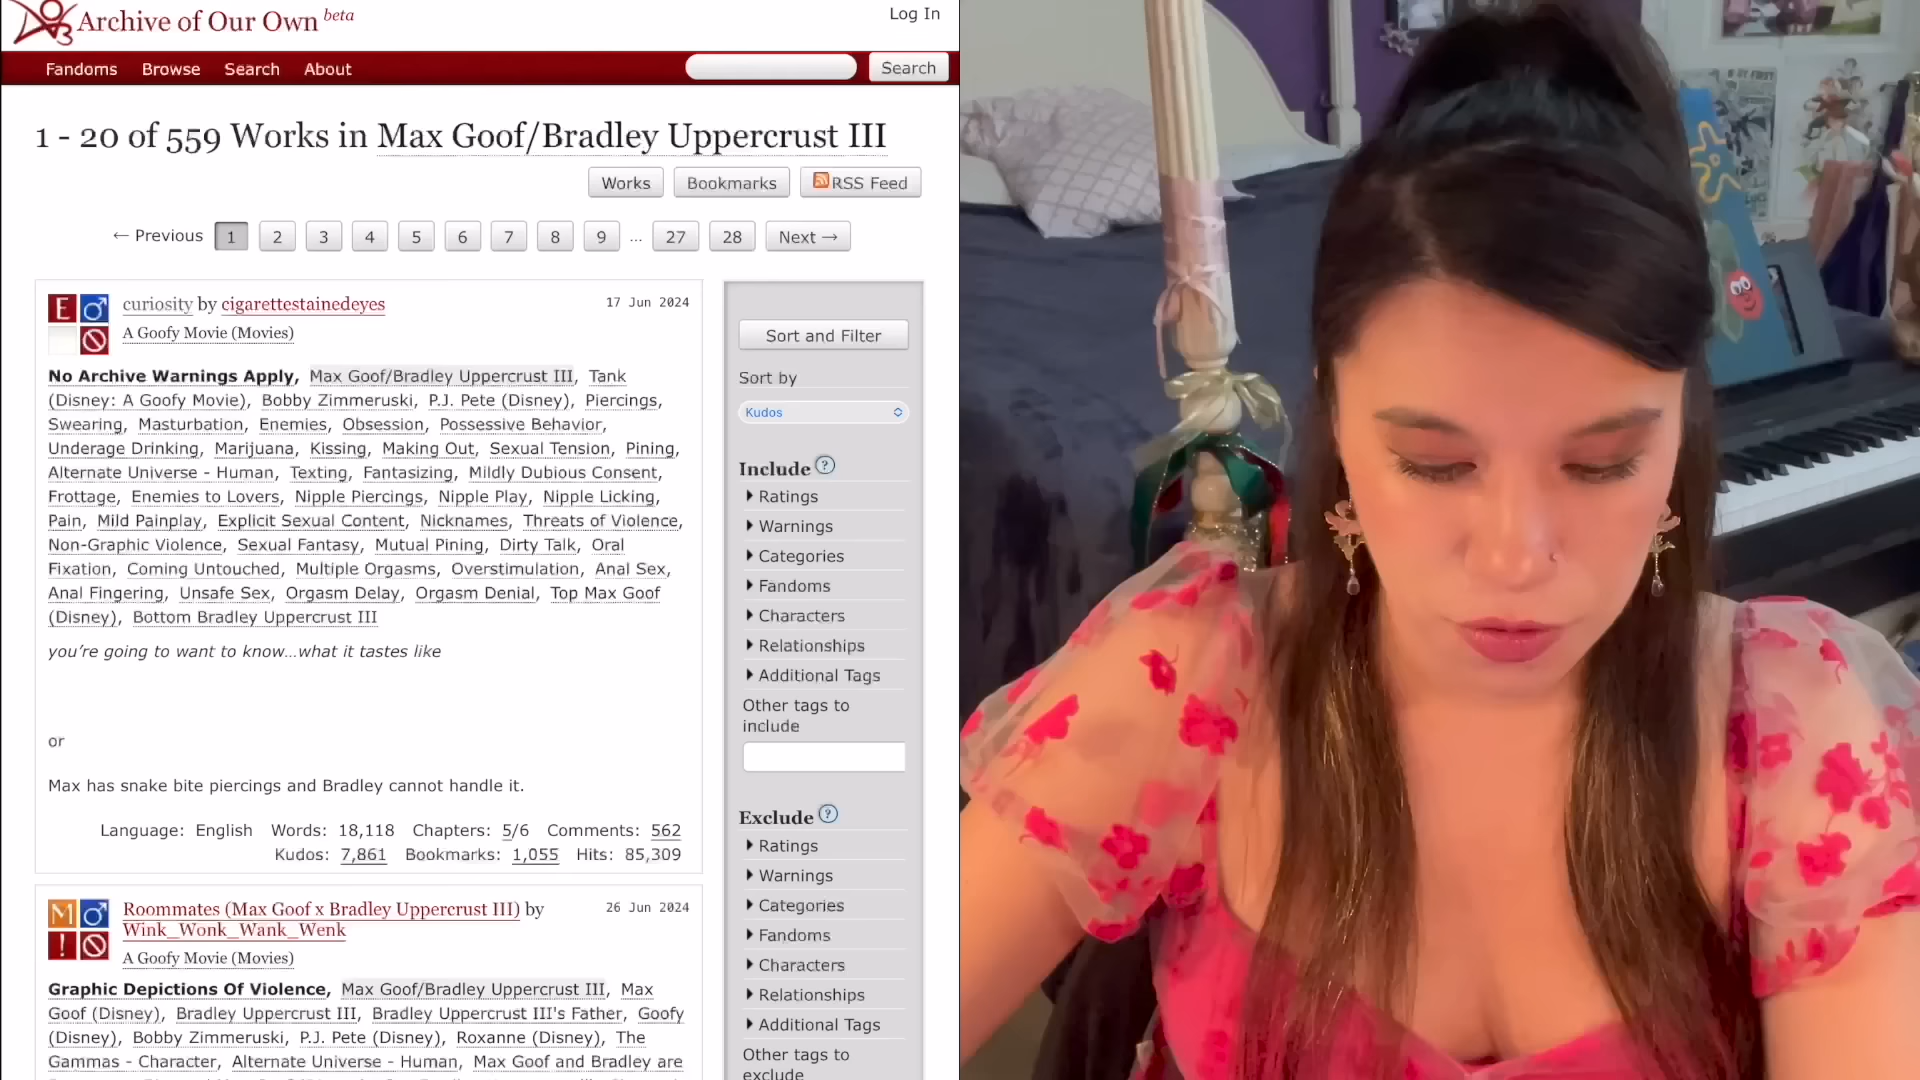 Archive of Our Own beta
Log In
Fandoms Browse Search About
Search
1 - 20 of 559 Works in Max Goof/Bradley Uppercrust III
Works Bookmarks RSS Feed
← Previous 1 2 3 4 5 6 7 8 9 … 27 28 Next →
E
curiosity by cigarettestainedeyes
17 Jun 2024
A Goofy Movie (Movies)
No Archive Warnings Apply, Max Goof/Bradley Uppercrust III, Tank
(Disney: A Goofy Movie), Bobby Zimmeruski, P.J. Pete (Disney), Piercings,
Swearing, Masturbation, Enemies, Obsession, Possessive Behavior,
Underage Drinking, Marijuana, Kissing, Making Out, Sexual Tension, Pining,
Alternate Universe - Human, Texting, Fantasizing, Mildly Dubious Consent,
Frottage, Enemies to Lovers, Nipple Piercings, Nipple Play, Nipple Licking,
Pain, Mild Painplay, Explicit Sexual Content, Nicknames, Threats of Violence,
Non-Graphic Violence, Sexual Fantasy, Mutual Pining, Dirty Talk, Oral
Fixation, Coming Untouched, Multiple Orgasms, Overstimulation, Anal Sex,
Anal Fingering, Unsafe Sex, Orgasm Delay, Orgasm Denial, Top Max Goof
(Disney), Bottom Bradley Uppercrust III
you're going to want to know...what it tastes like
or
Max has snake bite piercings and Bradley cannot handle it.
Language: English Words: 18,118 Chapters: 5/6 Comments: 562
Kudos: 7,861 Bookmarks: 1,055 Hits: 85,309
M
!
Roommates (Max Goof x Bradley Uppercrust III) by
Wink_Wonk_Wank_Wenk
26 Jun 2024
A Goofy Movie (Movies)
Graphic Depictions Of Violence, Max Goof/Bradley Uppercrust III, Max
Goof (Disney), Bradley Uppercrust III, Bradley Uppercrust III's Father, Goofy
(Disney), Bobby Zimmeruski, P.J. Pete (Disney), Roxanne (Disney), The
Gammas - Character, Alternate Universe - Human, Max Goof and Bradley are
Sort and Filter
Sort by
Kudos
Include ?
Ratings
Warnings
Categories
Fandoms
Characters
Relationships
Additional Tags
Other tags to
include
Exclude ?
Ratings
Warnings
Categories
Fandoms
Characters
Relationships
Additional Tags
Other tags to
exclude